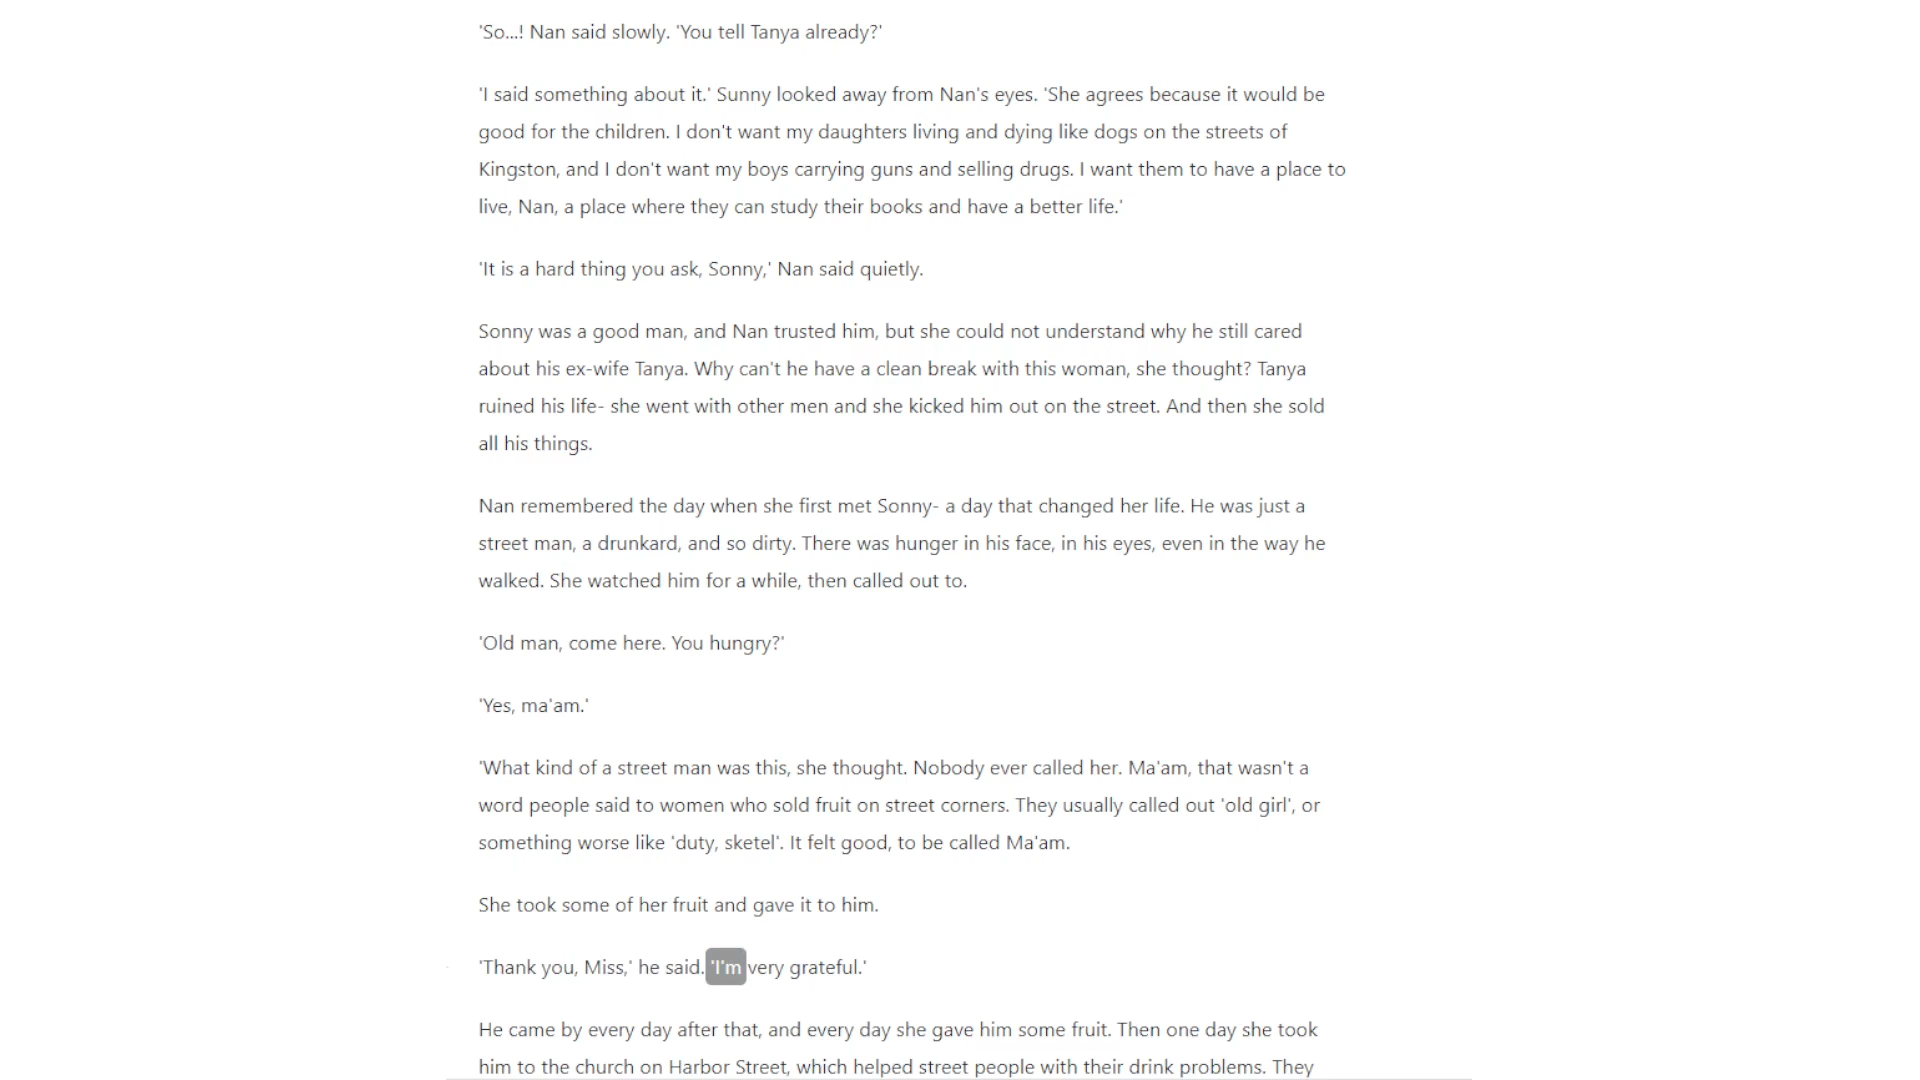 'So...! Nan said slowly. 'You tell Tanya already?'
'I said something about it.' Sunny looked away from Nan's eyes. 'She agrees because it would be
good for the children. I don't want my daughters living and dying like dogs on the streets of
Kingston, and I don't want my boys carrying guns and selling drugs. I want them to have a place to
live, Nan, a place where they can study their books and have a better life.'
'It is a hard thing you ask, Sonny,' Nan said quietly.
Sonny was a good man, and Nan trusted him, but she could not understand why he still cared
about his ex-wife Tanya. Why can't he have a clean break with this woman, she thought? Tanya
ruined his life- she went with other men and she kicked him out on the street. And then she sold
all his things.
Nan remembered the day when she first met Sonny- a day that changed her life. He was just a
street man, a drunkard, and so dirty. There was hunger in his face, in his eyes, even in the way he
walked. She watched him for a while, then called out to.
'Old man, come here. You hungry?'
'Yes, ma'am.'
'What kind of a street man was this, she thought. Nobody ever called her. Ma'am, that wasn't a
word people said to women who sold fruit on street corners. They usually called out 'old girl', or
something worse like 'duty, sketel'. It felt good, to be called Ma'am.
She took some of her fruit and gave it to him.
'Thank you, Miss,' he said. 'I'm very grateful.'
He came by every day after that, and every day she gave him some fruit. Then one day she took
him to the church on Harbor Street, which helped street people with their drink problems. They